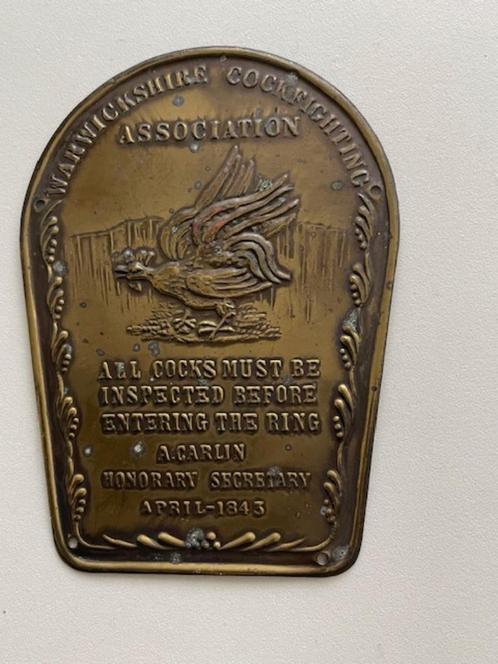 WARWICKSHIRE COCKFIGHTING
ASSOCIATION
ALL COCKS MUST BE
INSPECTED BEFORE
ENTERING THE RING
A.CARLIN
HONORARY SECRETARY
APRIL-1843